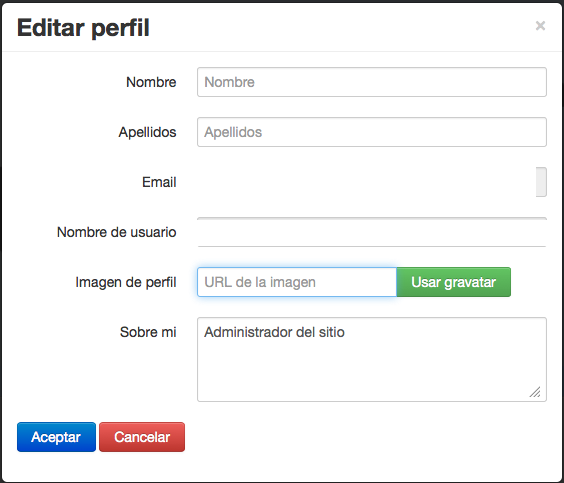 Editar perfil ×
Nombre Nombre
Apellidos Apellidos
Email
Nombre de usuario
Imagen de perfil URL de la imagen Usar gravatar
Sobre mi Administrador del sitio
Aceptar Cancelar